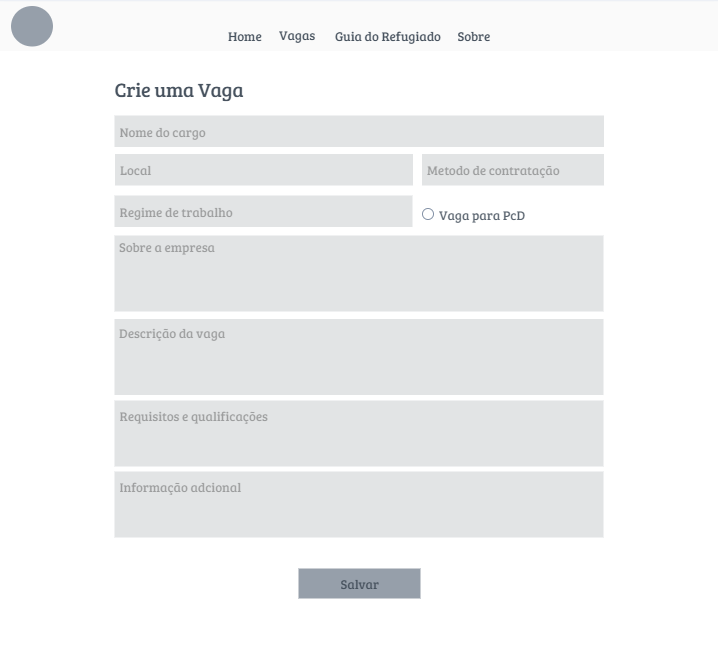 Home Vagas Guia do Refugiado Sobre
Crie uma Vaga
Nome do cargo
Local Metodo de contratação
Regime de trabalho Vaga para PcD
Sobre a empresa
Descrição da vaga
Requisitos e qualificações
Informação adcional
Salvar